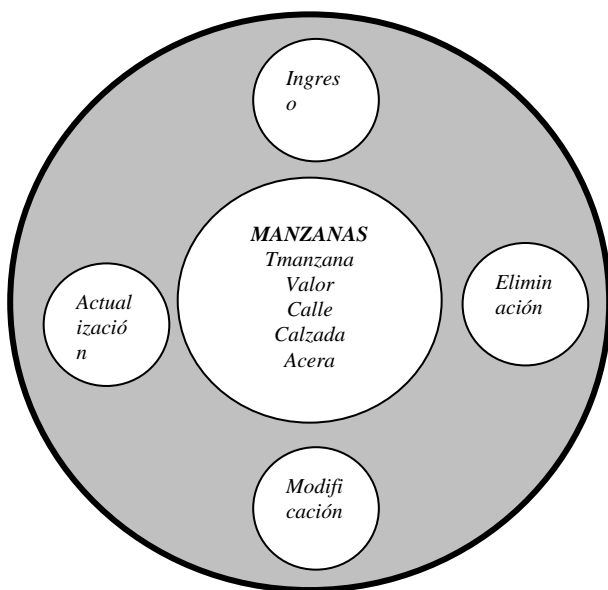 Ingres
o
MANZANAS
Tmanzana
Valor
Calle
Calzada
Acera
Actual
izació
n
Elimin
ación
Modifi
cación